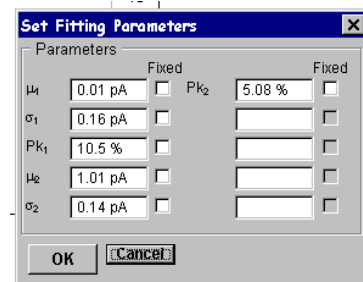 Set Fitting Parameters
Parameters
Fixed Fixed
μ₁ 0.01 pA Pk₂ 5.08 %
σ₁ 0.16 pA
Pk₁ 10.5 %
μ₂ 1.01 pA
σ₂ 0.14 pA
OK Cancel